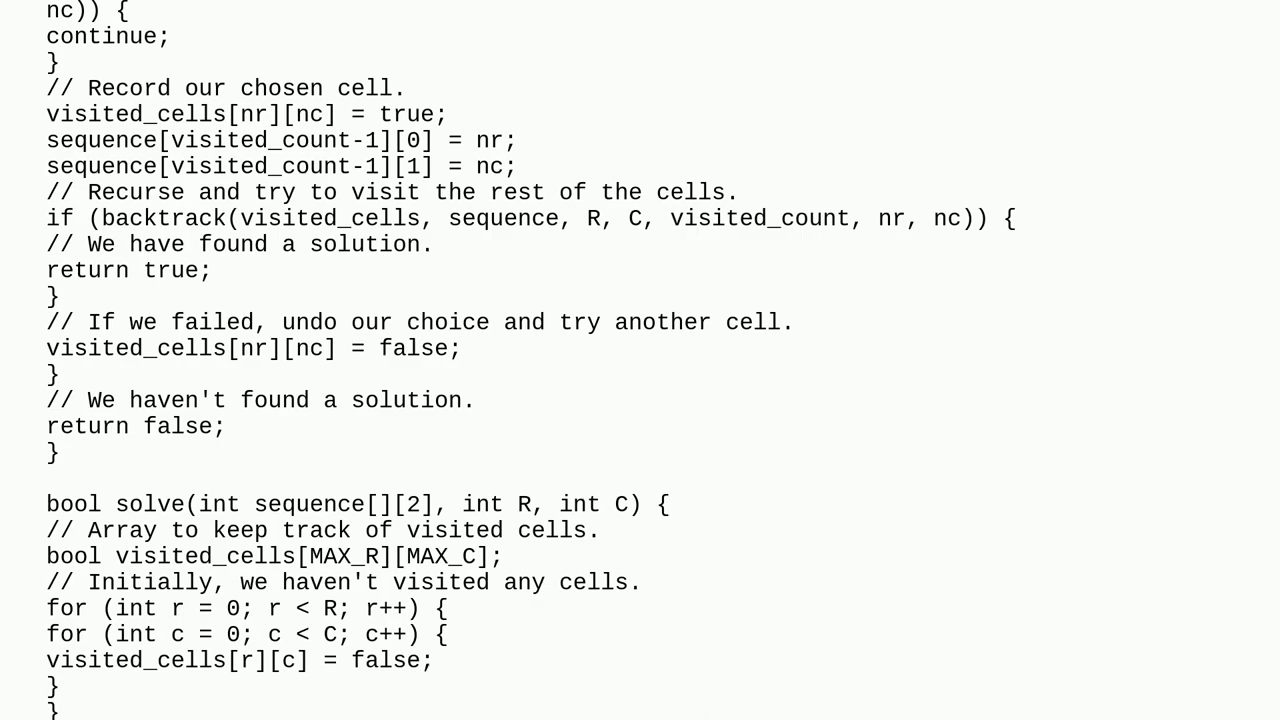 nc)) {
continue;
}
// Record our chosen cell.
visited_cells[nr][nc] = true;
sequence[visited_count-1][0] = nr;
sequence[visited_count-1][1] = nc;
// Recurse and try to visit the rest of the cells.
if (backtrack(visited_cells, sequence, R, C, visited_count, nr, nc)) {
// We have found a solution.
return true;
}
// If we failed, undo our choice and try another cell.
visited_cells[nr][nc] = false;
}
// We haven't found a solution.
return false;
}

bool solve(int sequence[][2], int R, int C) {
// Array to keep track of visited cells.
bool visited_cells[MAX_R][MAX_C];
// Initially, we haven't visited any cells.
for (int r = 0; r < R; r++) {
for (int c = 0; c < C; c++) {
visited_cells[r][c] = false;
}
}